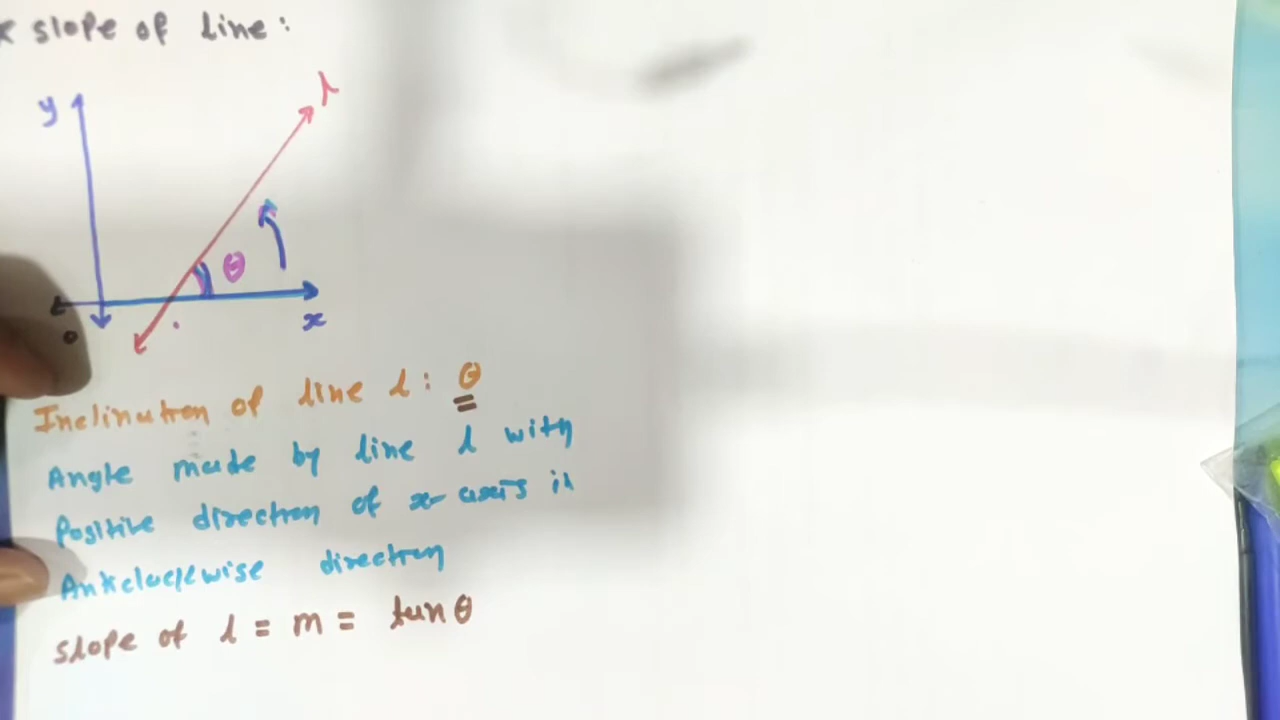 slope of line:
y
l
θ
x
o
Inclination of line l: θ
Angle made by line l with
Positive direction of x-axis in
Anticlockwise direction
slope of l = m = tan θ